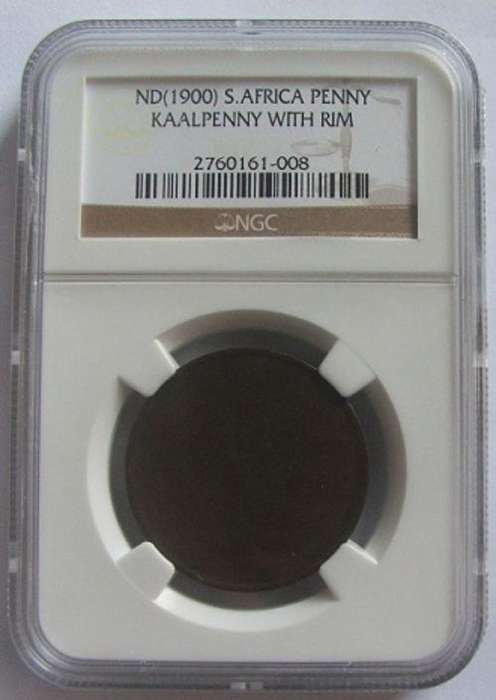 ND(1900) S.AFRICA PENNY
KAALPENNY WITH RIM
2760161-008
NGC